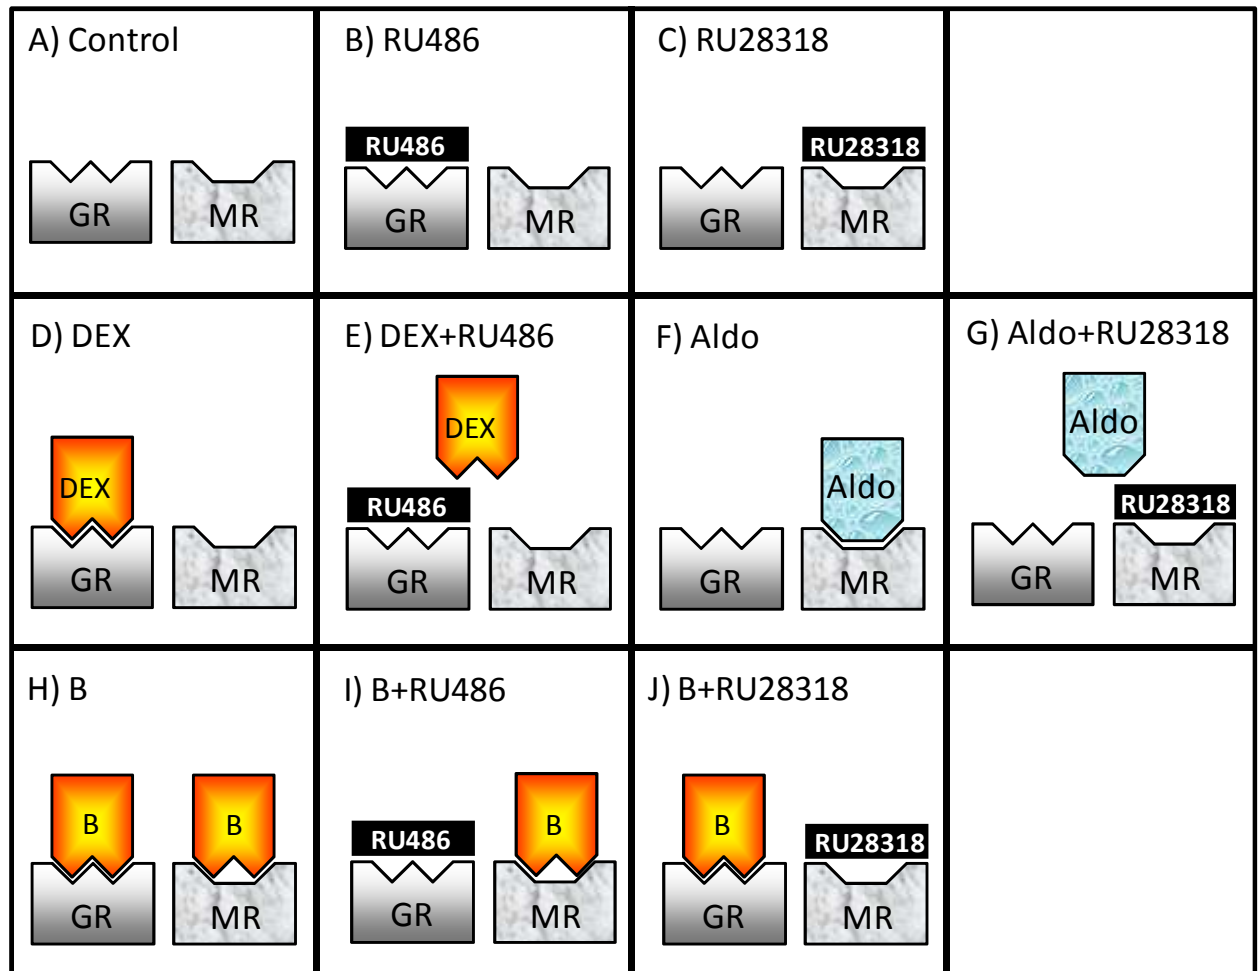 A) Control
GR
MR
B) RU486
RU486
GR
MR
C) RU28318
RU28318
GR
MR
D) DEX
DEX
GR
MR
E) DEX+RU486
DEX
RU486
GR
MR
F) Aldo
Aldo
GR
MR
G) Aldo+RU28318
Aldo
RU28318
GR
MR
H) B
B
B
GR
MR
I) B+RU486
RU486
B
GR
MR
J) B+RU28318
B
RU28318
GR
MR